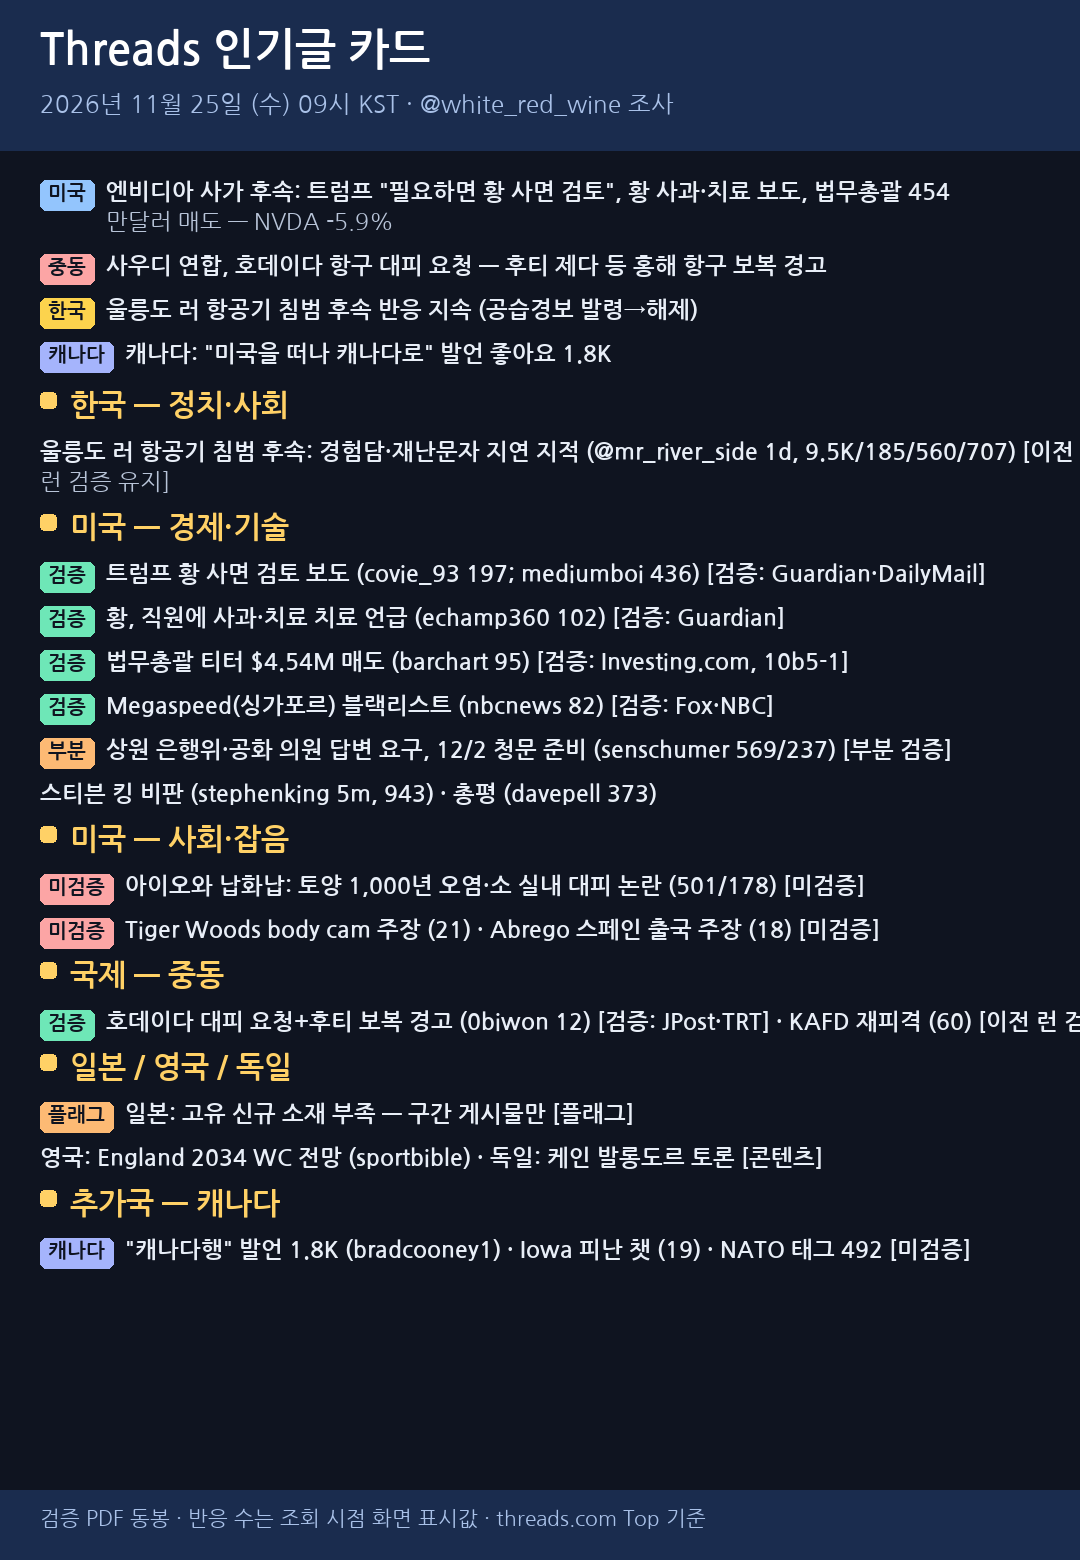 Threads 인기글 카드
2026년 11월 25일 (수) 09시 KST · @white_red_wine 조사
미국 엔비디아 사가 후속: 트럼프 "필요하면 황 사면 검토", 황 사과·치료 보도, 법무총괄 454
만달러 매도 — NVDA -5.9%
중동 사우디 연합, 호데이다 항구 대피 요청 — 후티 제다 등 홍해 항구 보복 경고
한국 울릉도 러 항공기 침범 후속 반응 지속 (공습경보 발령→해제)
캐나다 캐나다: "미국을 떠나 캐나다로" 발언 좋아요 1.8K
한국 — 정치·사회
울릉도 러 항공기 침범 후속: 경험담·재난문자 지연 지적 (@mr_river_side 1d, 9.5K/185/560/707) [이전
런 검증 유지]
미국 — 경제·기술
검증 트럼프 황 사면 검토 보도 (covie_93 197; mediumboi 436) [검증: Guardian·DailyMail]
검증 황, 직원에 사과·치료 치료 언급 (echamp360 102) [검증: Guardian]
검증 법무총괄 티터 $4.54M 매도 (barchart 95) [검증: Investing.com, 10b5-1]
검증 Megaspeed(싱가포르) 블랙리스트 (nbcnews 82) [검증: Fox·NBC]
부분 상원 은행위·공화 의원 답변 요구, 12/2 청문 준비 (senschumer 569/237) [부분 검증]
스티븐 킹 비판 (stephenking 5m, 943) · 총평 (davepell 373)
미국 — 사회·잡음
미검증 아이오와 납화납: 토양 1,000년 오염·소 실내 대피 논란 (501/178) [미검증]
미검증 Tiger Woods body cam 주장 (21) · Abrego 스페인 출국 주장 (18) [미검증]
국제 — 중동
검증 호데이다 대피 요청+후티 보복 경고 (0biwon 12) [검증: JPost·TRT] · KAFD 재피격 (60) [이전 런 검
일본 / 영국 / 독일
플래그 일본: 고유 신규 소재 부족 — 구간 게시물만 [플래그]
영국: England 2034 WC 전망 (sportbible) · 독일: 케인 발롱도르 토론 [콘텐츠]
추가국 — 캐나다
캐나다 "캐나다행" 발언 1.8K (bradcooney1) · Iowa 피난 챗 (19) · NATO 태그 492 [미검증]
검증 PDF 동봉 · 반응 수는 조회 시점 화면 표시값 · threads.com Top 기준